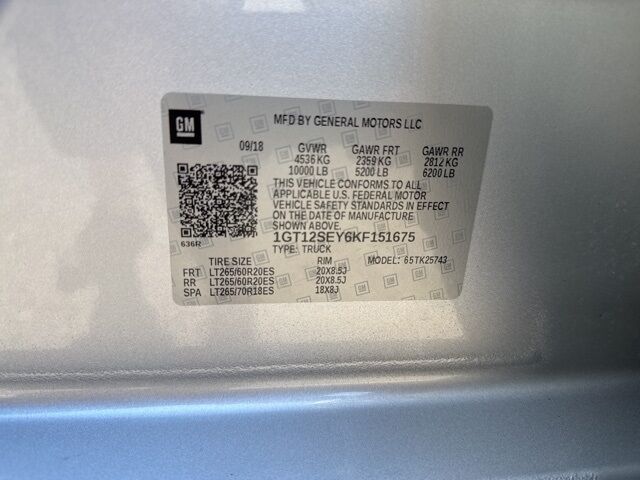 GM MFD BY GENERAL MOTORS LLC
09/18 GVWR GAWR FRT GAWR RR
4536 KG 2359 KG 2812 KG
10000 LB 5200 LB 6200 LB
THIS VEHICLE CONFORMS TO ALL
APPLICABLE U.S. FEDERAL MOTOR
VEHICLE SAFETY STANDARDS IN EFFECT
ON THE DATE OF MANUFACTURE
SHOWN ABOVE.
636R 1GT12SEY6KF151675
TYPE: TRUCK
TIRE SIZE RIM MODEL: 65TK25743
FRT LT265/60R20ES 20X8.5J
RR LT265/60R20ES 20X8.5J
SPA LT265/70R18ES 18X8J